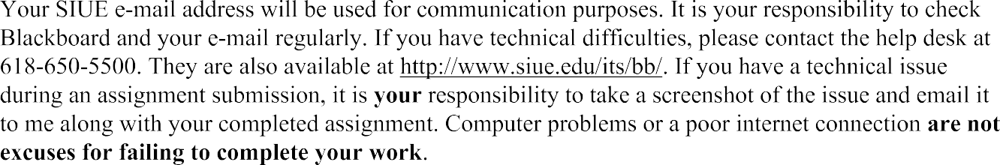 Your SIUE e-mail address will be used for communication purposes. It is your responsibility to check
Blackboard and your e-mail regularly. If you have technical difficulties, please contact the help desk at
618-650-5500. They are also available at http://www.siue.edu/its/bb/. If you have a technical issue
during an assignment submission, it is your responsibility to take a screenshot of the issue and email it
to me along with your completed assignment. Computer problems or a poor internet connection are not
excuses for failing to complete your work.